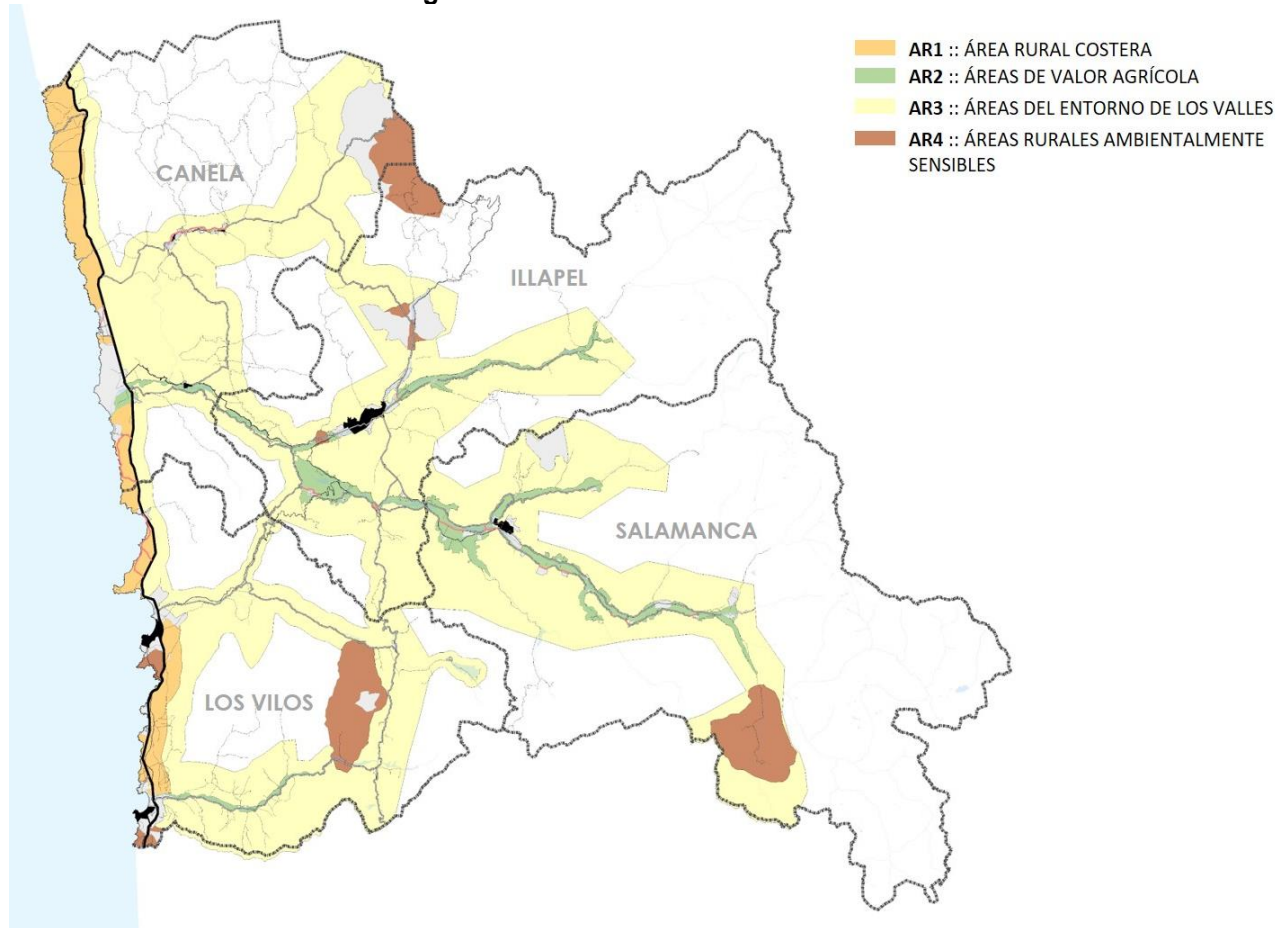 g
AR1 :: ÁREA RURAL COSTERA
AR2 :: ÁREAS DE VALOR AGRÍCOLA
AR3 :: ÁREAS DEL ENTORNO DE LOS VALLES
AR4 :: ÁREAS RURALES AMBIENTALMENTE
SENSIBLES
CANELA
ILLAPEL
SALAMANCA
LOS VILOS